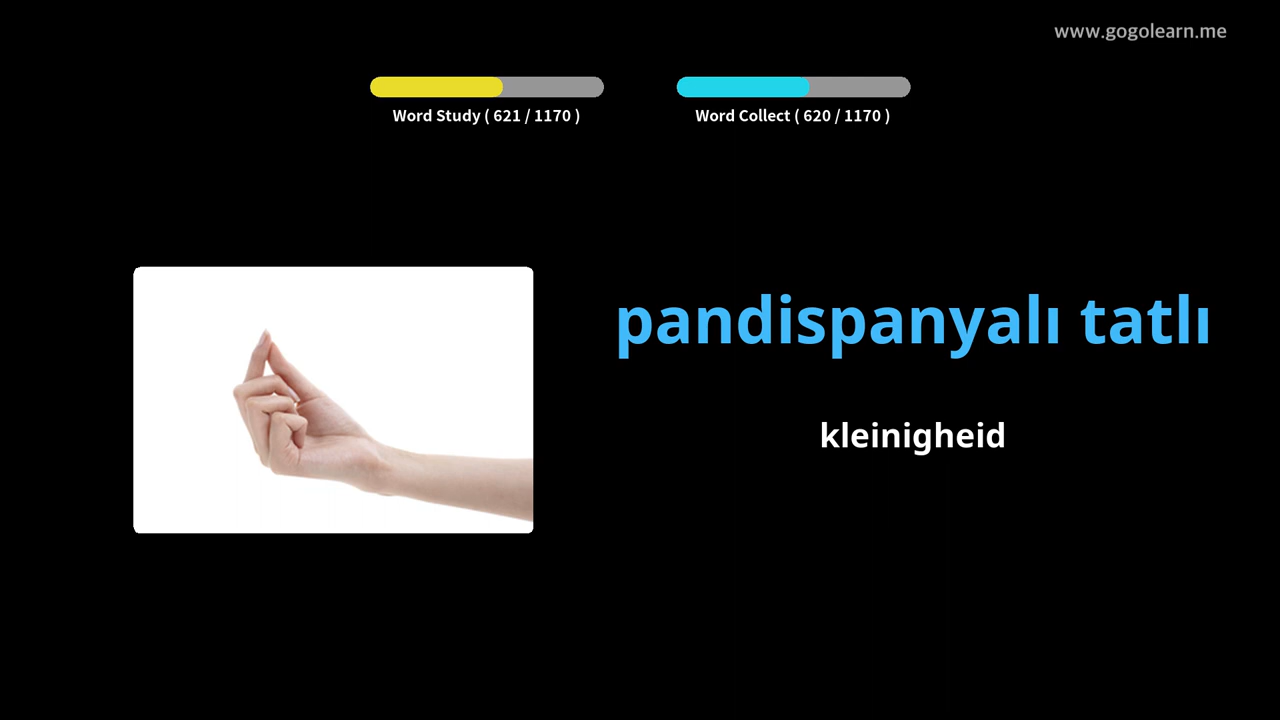 www.gogolearn.me
Word Study ( 621 / 1170 )
Word Collect ( 620 / 1170 )
pandispanyalı tatlı
kleinigheid